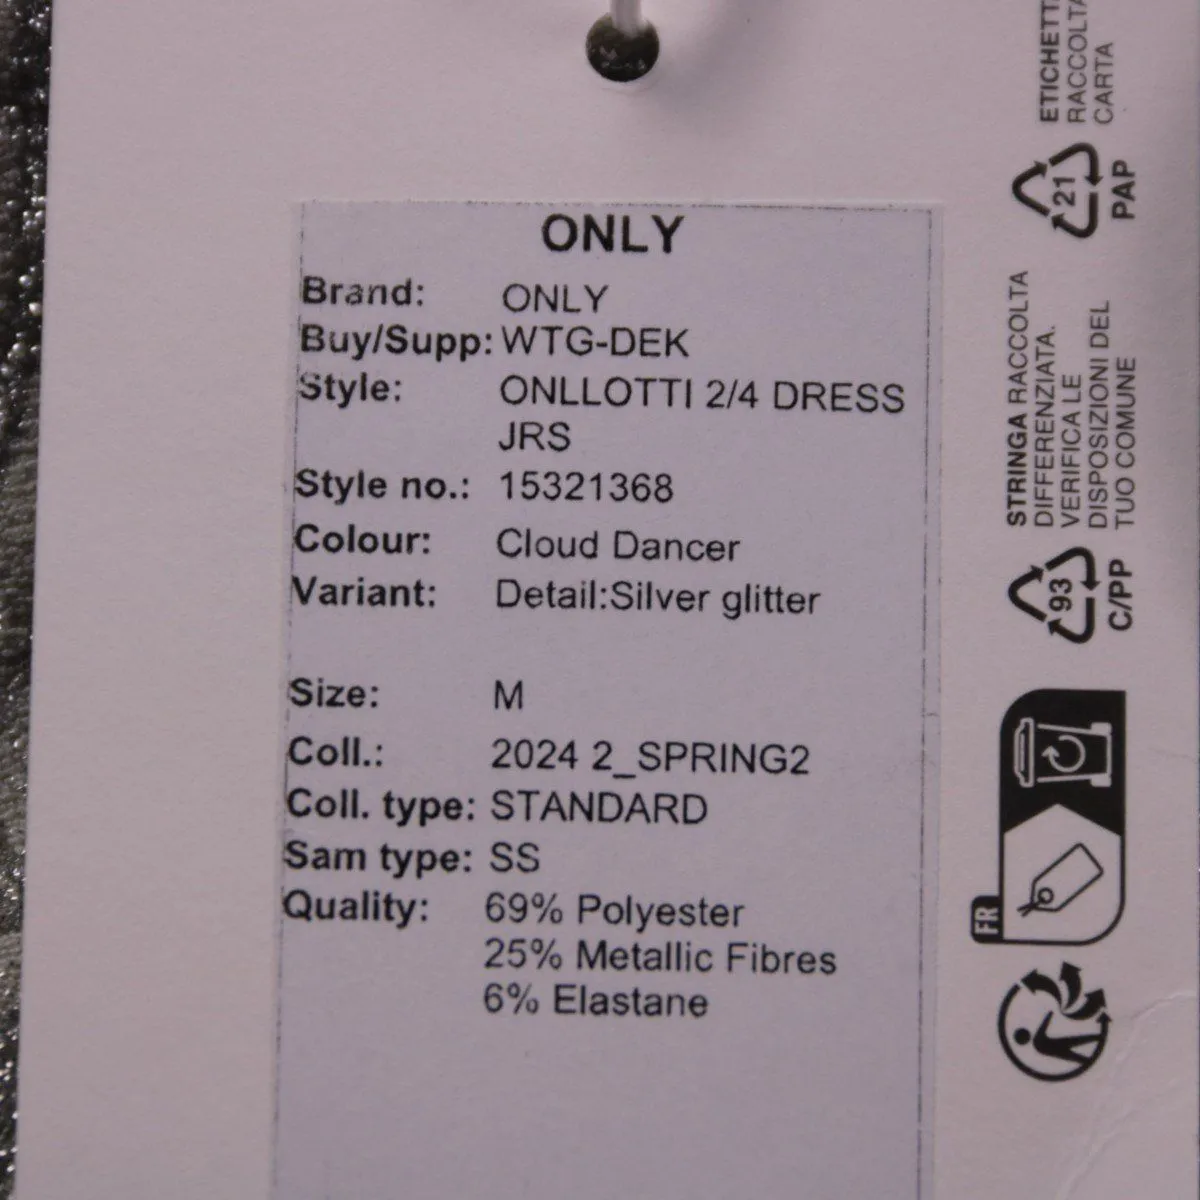 ONLY
Brand: ONLY
Buy/Supp: WTG-DEK
Style: ONLLOTTI 2/4 DRESS
JRS
Style no.: 15321368
Colour: Cloud Dancer
Variant: Detail:Silver glitter
Size: M
Coll.: 2024 2_SPRING2
Coll. type: STANDARD
Sam type: SS
Quality: 69% Polyester
25% Metallic Fibres
6% Elastane
RACCOLTA
CARTA
21
PAP
STRINGA RACCOLTA
DIFFERENZIATA.
VERIFICA LE
DISPOSIZIONI DEL
TUO COMUNE
93
C/PP
FR